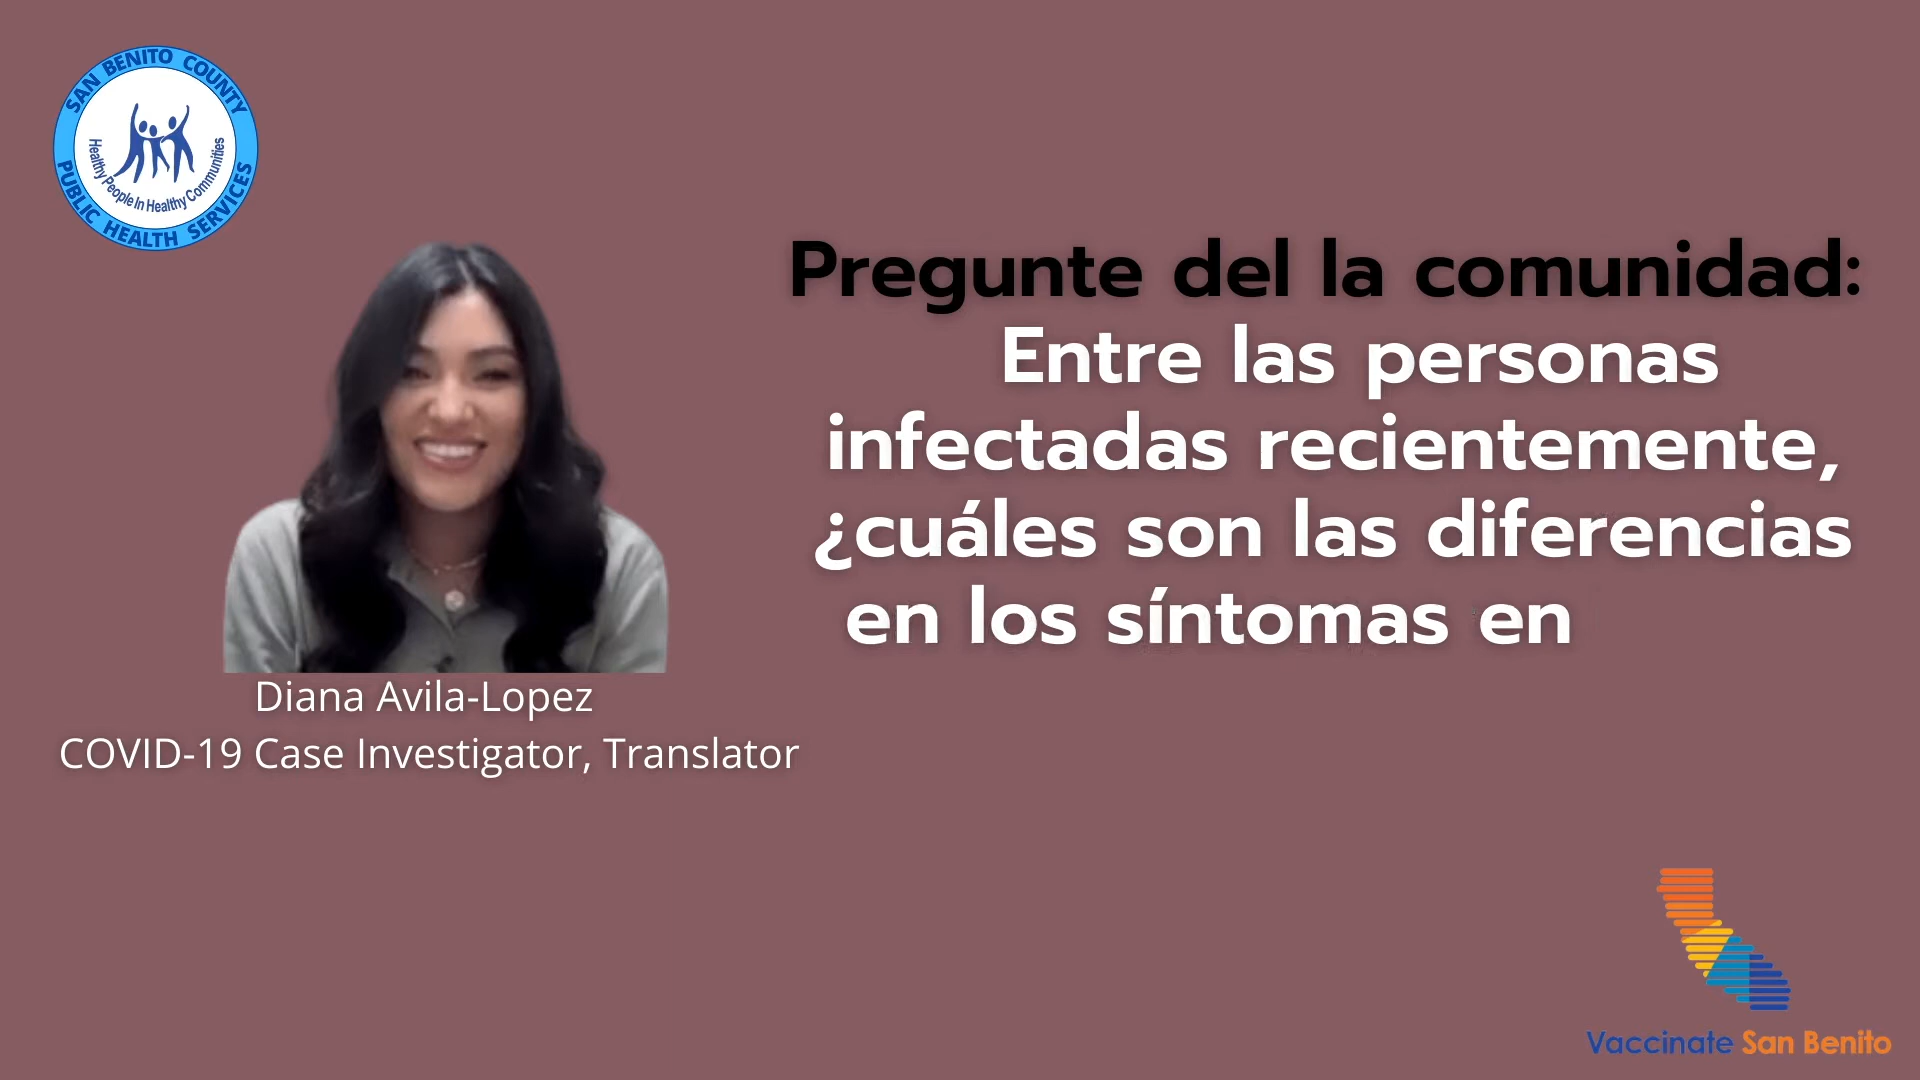 SAN BENITO COUNTY
Healthy People In Healthy Communities
PUBLIC HEALTH SERVICES
Pregunte del la comunidad:
Entre las personas
infectadas recientemente,
¿cuáles son las diferencias
en los síntomas en
Diana Avila-Lopez
COVID-19 Case Investigator, Translator
Vaccinate San Benito